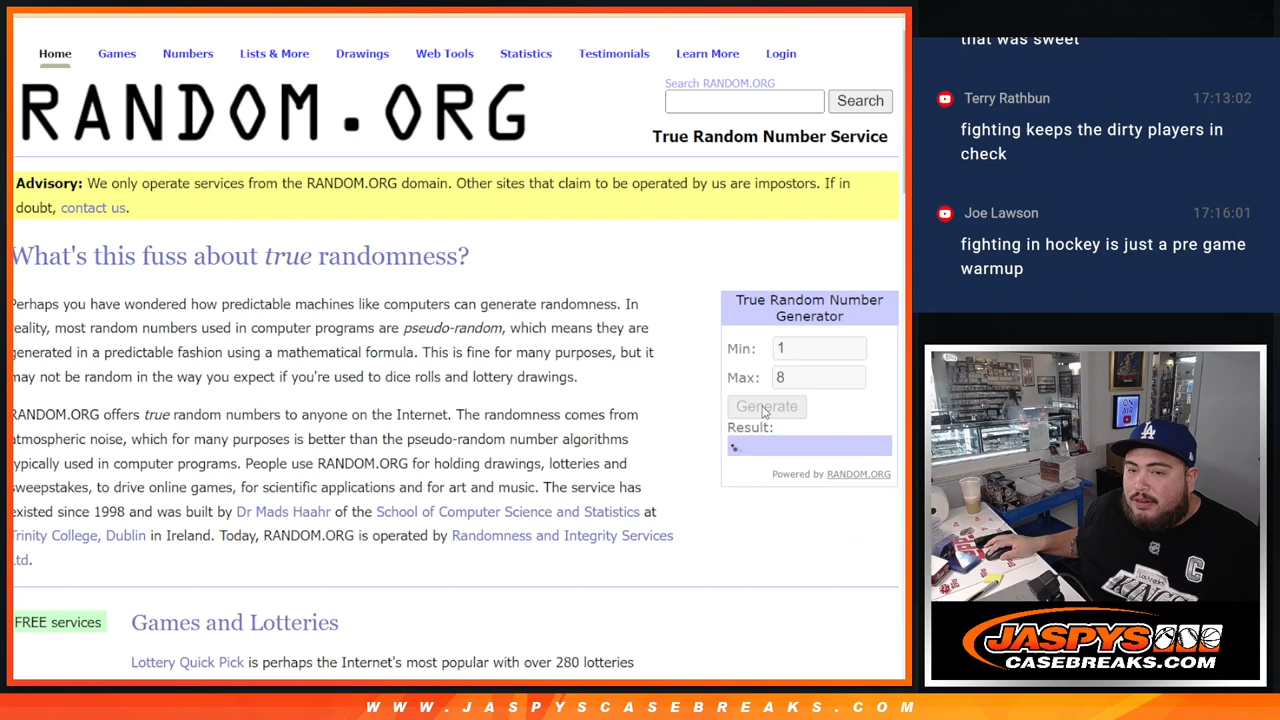 Home Games Numbers Lists & More Drawings Web Tools Statistics Testimonials Learn More Login
RANDOM.ORG
Search RANDOM.ORG
Search
True Random Number Service
Advisory: We only operate services from the RANDOM.ORG domain. Other sites that claim to be operated by us are impostors. If in
doubt, contact us.
What's this fuss about true randomness?
Perhaps you have wondered how predictable machines like computers can generate randomness. In
reality, most random numbers used in computer programs are pseudo-random, which means they are
generated in a predictable fashion using a mathematical formula. This is fine for many purposes, but it
may not be random in the way you expect if you're used to dice rolls and lottery drawings.
RANDOM.ORG offers true random numbers to anyone on the Internet. The randomness comes from
atmospheric noise, which for many purposes is better than the pseudo-random number algorithms
typically used in computer programs. People use RANDOM.ORG for holding drawings, lotteries and
sweepstakes, to drive online games, for scientific applications and for art and music. The service has
existed since 1998 and was built by Dr Mads Haahr of the School of Computer Science and Statistics at
Trinity College, Dublin in Ireland. Today, RANDOM.ORG is operated by Randomness and Integrity Services
Ltd.
True Random Number
Generator
Min: 1
Max: 8
Generate
Result:
Powered by RANDOM.ORG
FREE services
Games and Lotteries
Lottery Quick Pick is perhaps the Internet's most popular with over 280 lotteries
that was sweet
Terry Rathbun 17:13:02
fighting keeps the dirty players in
check
Joe Lawson 17:16:01
fighting in hockey is just a pre game
warmup
ON AIR
LA
C
Los Angeles
KINGS
JASPYS
CASEBREAKS.COM
WWW.JASPYSCASEBREAKS.COM